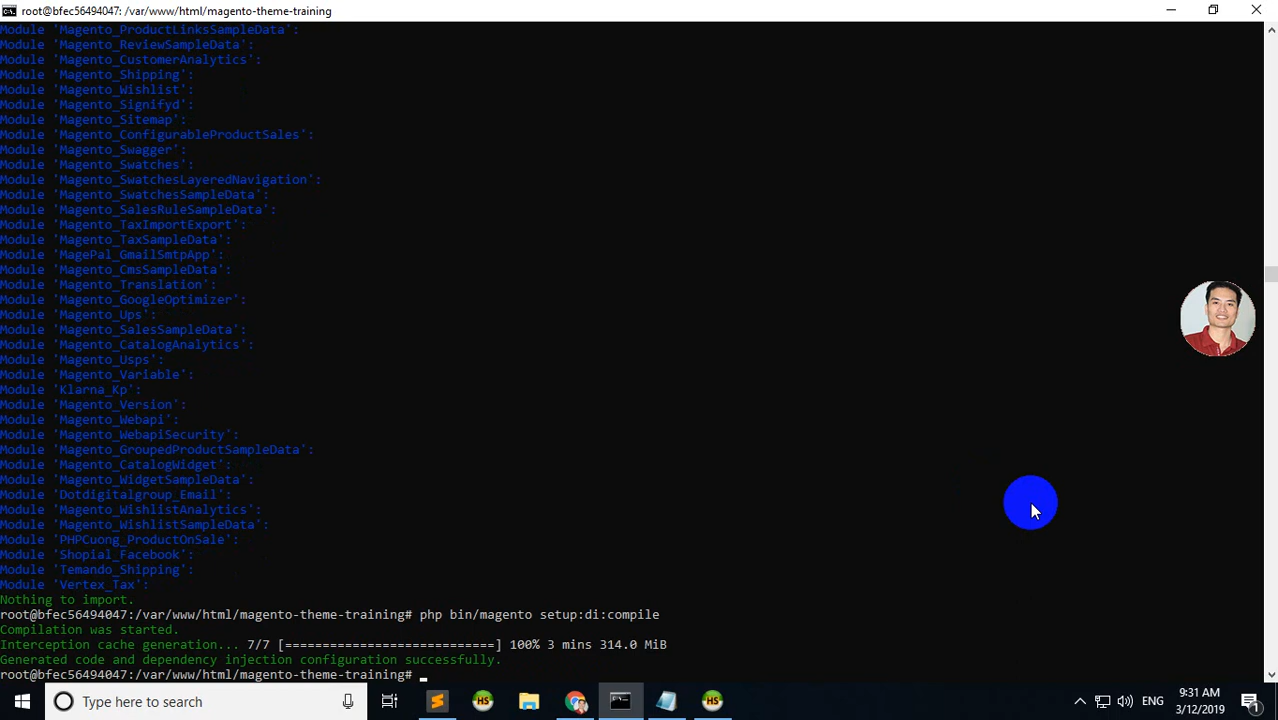 root@bfec56494047: /var/www/html/magento-theme-training
Module 'Magento_ProductLinksSampleData':
Module 'Magento_ReviewSampleData':
Module 'Magento_CustomerAnalytics':
Module 'Magento_Shipping':
Module 'Magento_Wishlist':
Module 'Magento_Signifyd':
Module 'Magento_Sitemap':
Module 'Magento_ConfigurableProductSales':
Module 'Magento_Swagger':
Module 'Magento_Swatches':
Module 'Magento_SwatchesLayeredNavigation':
Module 'Magento_SwatchesSampleData':
Module 'Magento_SalesRuleSampleData':
Module 'Magento_TaxImportExport':
Module 'Magento_TaxSampleData':
Module 'MagePal_GmailSmtpApp':
Module 'Magento_CmsSampleData':
Module 'Magento_Translation':
Module 'Magento_GoogleOptimizer':
Module 'Magento_Ups':
Module 'Magento_SalesSampleData':
Module 'Magento_CatalogAnalytics':
Module 'Magento_Usps':
Module 'Magento_Variable':
Module 'Klarna_Kp':
Module 'Magento_Version':
Module 'Magento_Webapi':
Module 'Magento_WebapiSecurity':
Module 'Magento_GroupedProductSampleData':
Module 'Magento_CatalogWidget':
Module 'Magento_WidgetSampleData':
Module 'Dotdigitalgroup_Email':
Module 'Magento_WishlistAnalytics':
Module 'Magento_WishlistSampleData':
Module 'PHPCuong_ProductOnSale':
Module 'Shopial_Facebook':
Module 'Temando_Shipping':
Module 'Vertex_Tax':
Nothing to import.
root@bfec56494047:/var/www/html/magento-theme-training# php bin/magento setup:di:compile
Compilation was started.
Interception cache generation... 7/7 [============================] 100% 3 mins 314.0 MiB
Generated code and dependency injection configuration successfully.
root@bfec56494047:/var/www/html/magento-theme-training#
Type here to search
HS
HS
ENG
9:31 AM
3/12/2019
1